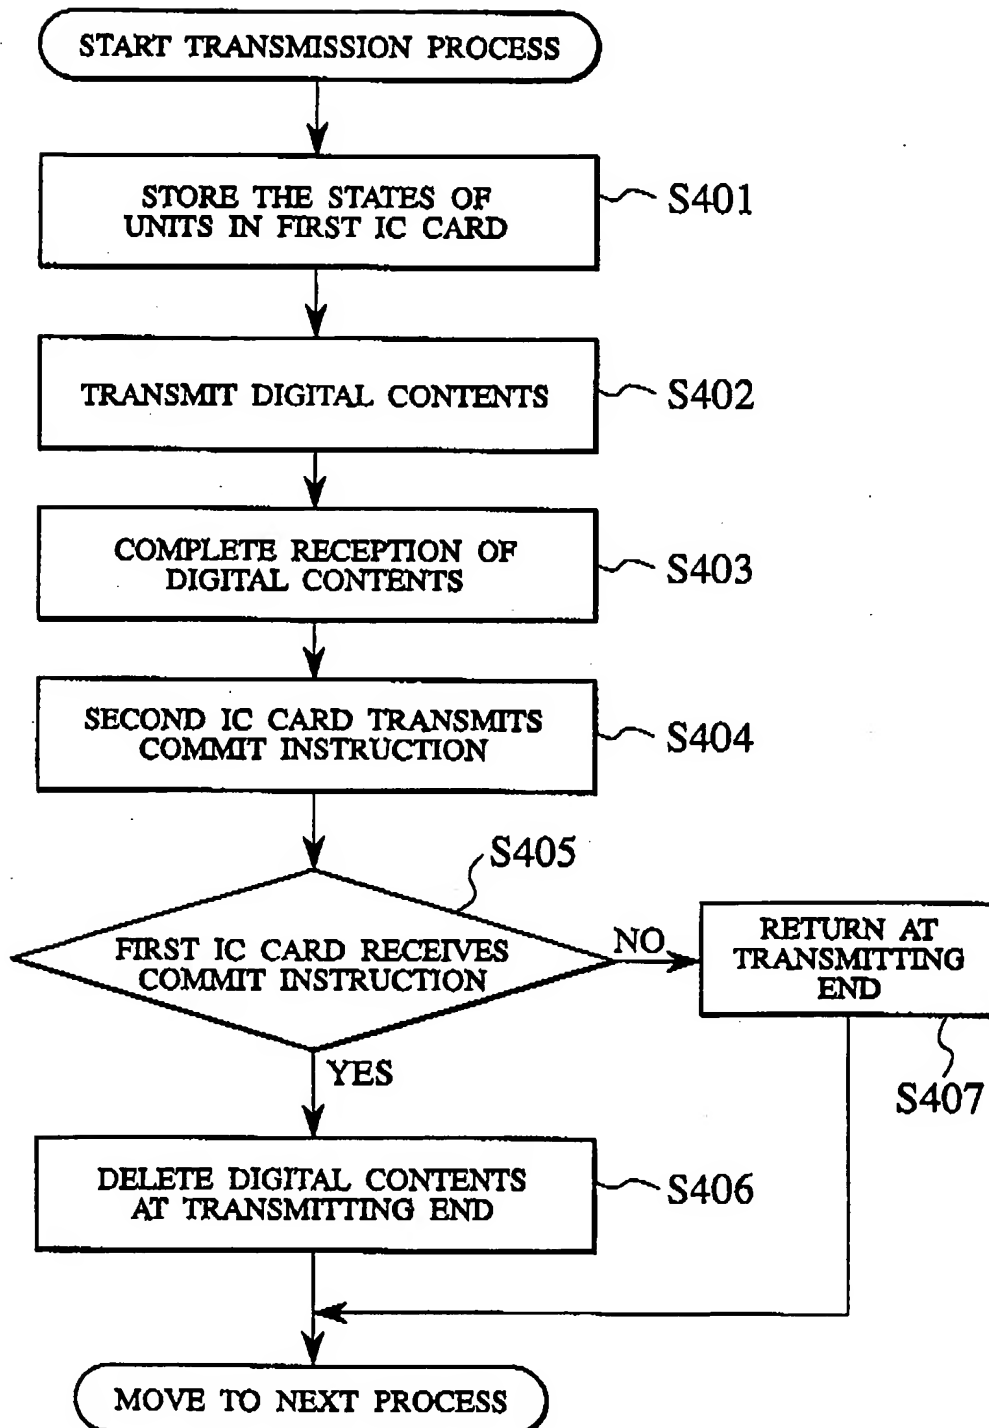 START TRANSMISSION PROCESS
STORE THE STATES OF
UNITS IN FIRST IC CARD
S401
TRANSMIT DIGITAL CONTENTS
S402
COMPLETE RECEPTION OF
DIGITAL CONTENTS
S403
SECOND IC CARD TRANSMITS
COMMIT INSTRUCTION
S404
S405
FIRST IC CARD RECEIVES
COMMIT INSTRUCTION
NO
RETURN AT
TRANSMITTING
END
S407
YES
DELETE DIGITAL CONTENTS
AT TRANSMITTING END
S406
MOVE TO NEXT PROCESS